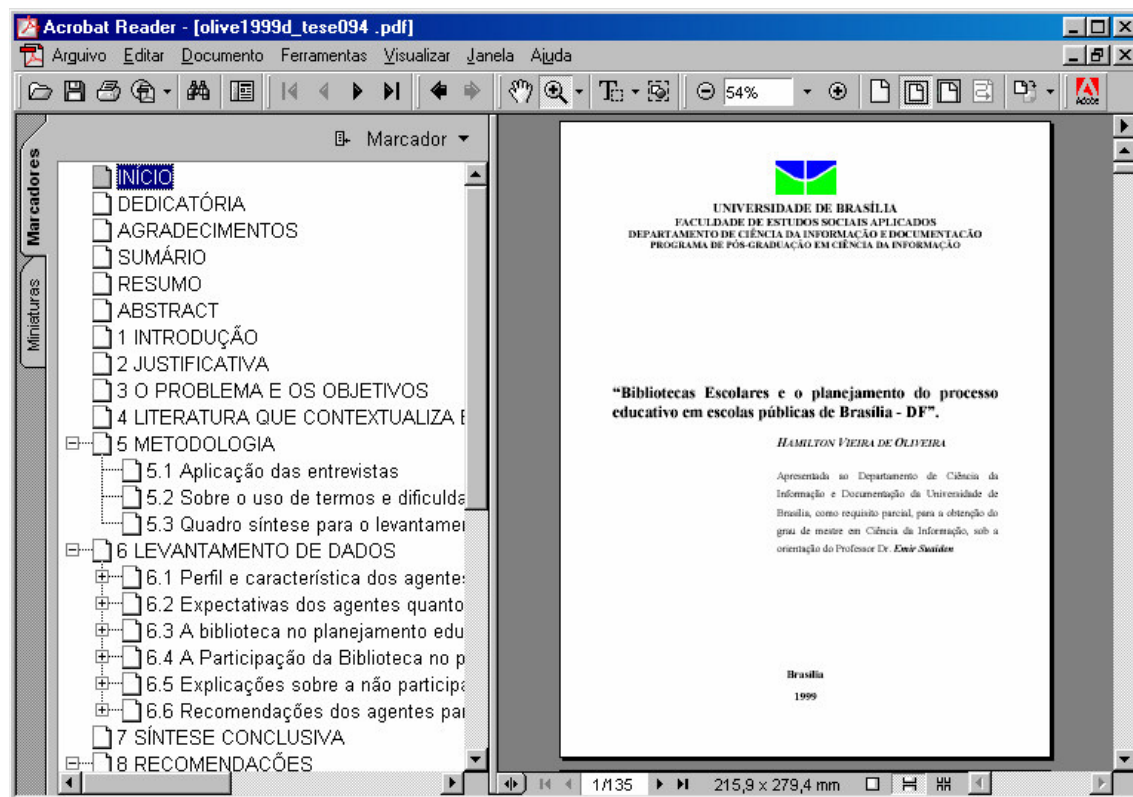 Acrobat Reader - [olive1999d_tese094 .pdf]
Arquivo Editar Documento Ferramentas Visualizar Janela Ajuda
54%
Adobe
Marcadores
Miniaturas
Marcador
INÍCIO
DEDICATÓRIA
AGRADECIMENTOS
SUMÁRIO
RESUMO
ABSTRACT
1 INTRODUÇÃO
2 JUSTIFICATIVA
3 O PROBLEMA E OS OBJETIVOS
4 LITERATURA QUE CONTEXTUALIZA E
5 METODOLOGIA
5.1 Aplicação das entrevistas
5.2 Sobre o uso de termos e dificulda
5.3 Quadro síntese para o levantamen
6 LEVANTAMENTO DE DADOS
6.1 Perfil e característica dos agentes
6.2 Expectativas dos agentes quanto
6.3 A biblioteca no planejamento edu
6.4 A Participação da Biblioteca no p
6.5 Explicações sobre a não participa
6.6 Recomendações dos agentes par
7 SÍNTESE CONCLUSIVA
8 RECOMENDAÇÕES
UNIVERSIDADE DE BRASÍLIA
FACULDADE DE ESTUDOS SOCIAIS APLICADOS
DEPARTAMENTO DE CIÊNCIA DA INFORMAÇÃO E DOCUMENTACÃO
PROGRAMA DE PÓS-GRADUAÇÃO EM CIÊNCIA DA INFORMAÇÃO
“Bibliotecas Escolares e o planejamento do processo
educativo em escolas públicas de Brasília - DF”.
HAMILTON VIEIRA DE OLIVEIRA
Apresentada ao Departamento de Ciência da
Informação e Documentação da Universidade de
Brasília, como requisito parcial, para a obtenção do
grau de mestre em Ciência da Informação, sob a
orientação do Professor Dr. Emir Suaiden
Brasília
1999
1/135
215,9 x 279,4 mm